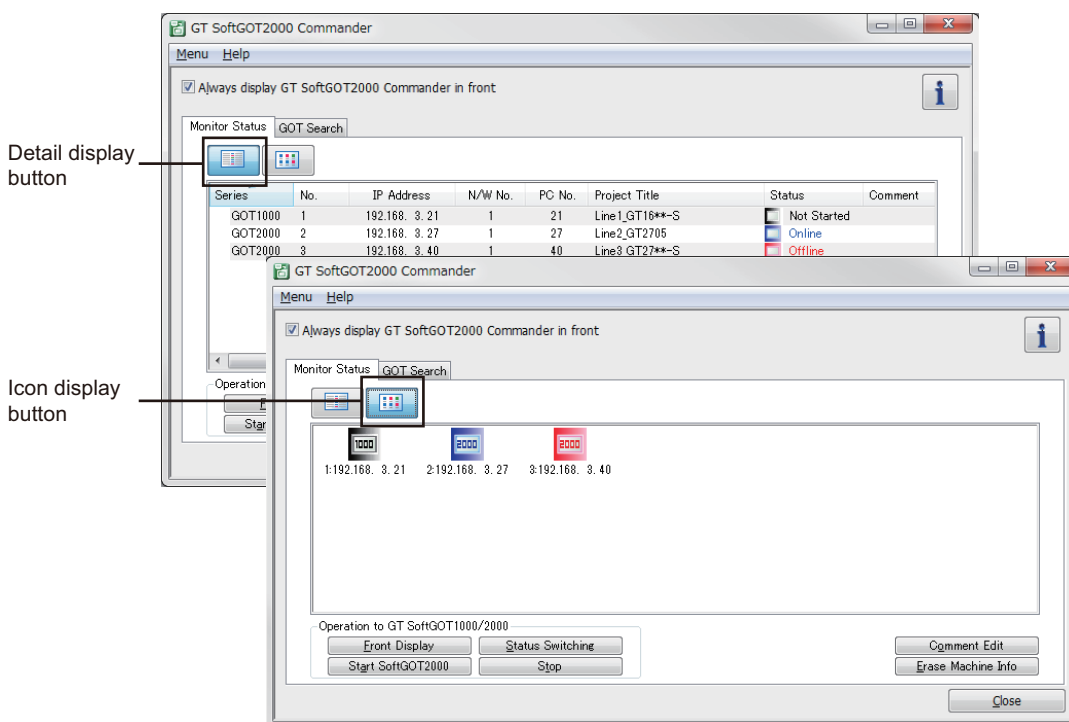 GT SoftGOT2000 Commander
Menu Help
Always display GT SoftGOT2000 Commander in front
i
Monitor Status GOT Search
Detail display
button
Series No. IP Address N/W No. PC No. Project Title Status Comment
GOT1000 1 192.168. 3. 21 1 21 Line1_GT16**-S Not Started
GOT2000 2 192.168. 3. 27 1 27 Line2_GT2705 Online
GOT2000 3 192.168. 3. 40 1 40 Line3 GT27**-S Offline
Operation
GT SoftGOT2000 Commander
Menu Help
Always display GT SoftGOT2000 Commander in front
i
Monitor Status GOT Search
Icon display
button
1000 2000 2000
1:192.168. 3. 21 2:192.168. 3. 27 3:192.168. 3. 40
Operation to GT SoftGOT1000/2000
Front Display Status Switching Comment Edit
Start SoftGOT2000 Stop Erase Machine Info
Close